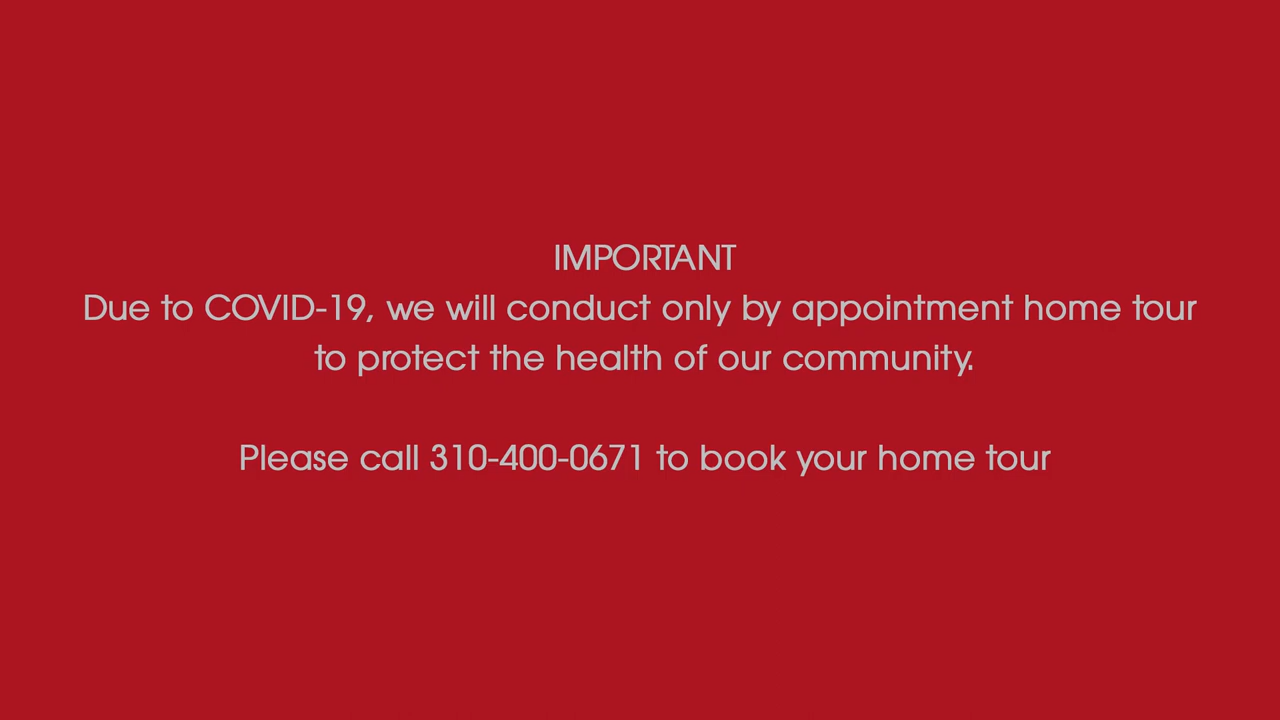 IMPORTANT
Due to COVID-19, we will conduct only by appointment home tour
to protect the health of our community.
Please call 310-400-0671 to book your home tour